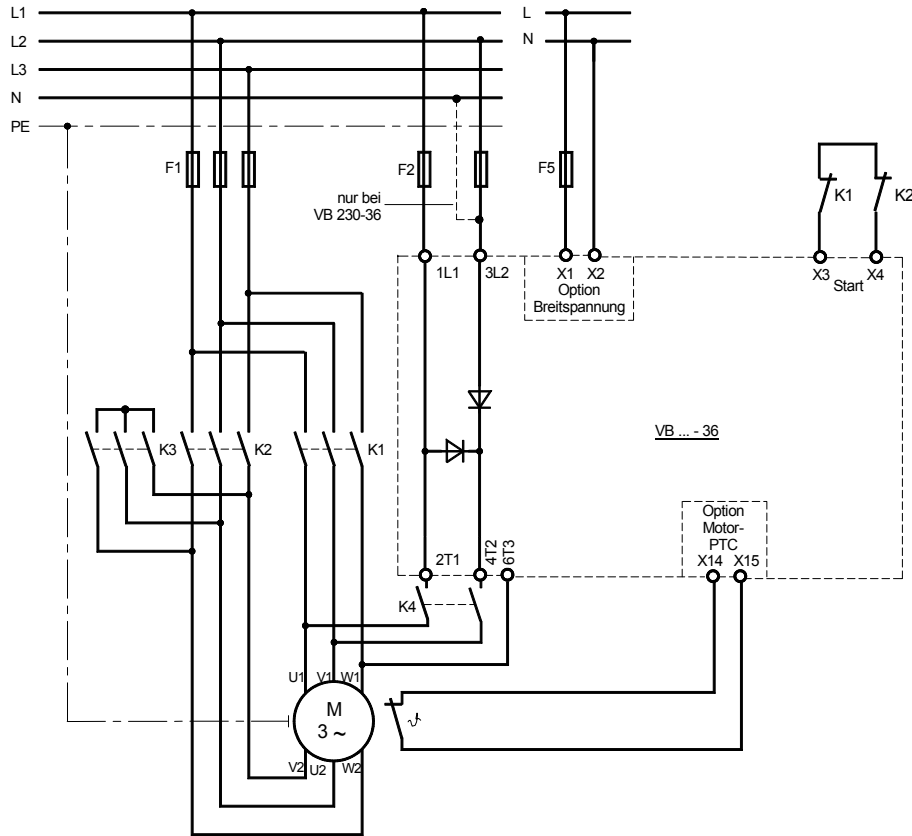 L1
L
L2
N
L3
N
PE
F1
F2
F5
nur bei
VB 230-36
K1
K2
1L1
3L2
X1
X2
X3
X4
Option
Breitspannung
Start
K3
K2
K1
VB ... - 36
Option
Motor-
PTC
X14
X15
2T1
4T2
6T3
K4
U1
V1
W1
M
3 ~
ϑ
V2
U2
W2